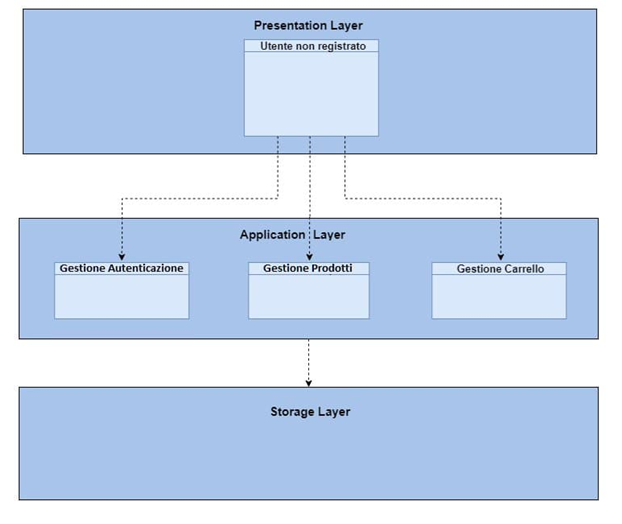 Presentation Layer
Utente non registrato
Application Layer
Gestione Autenticazione
Gestione Prodotti
Gestione Carrello
Storage Layer